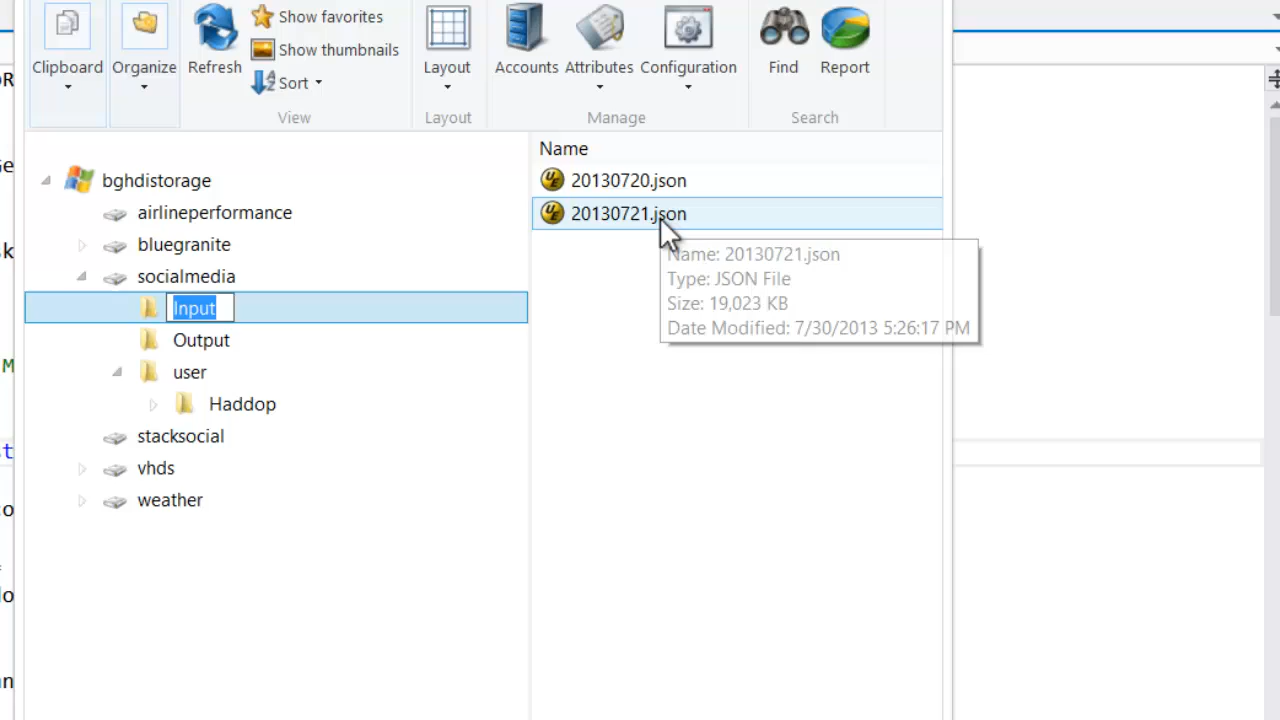 Show favorites
Show thumbnails
Sort
Clipboard
Organize
Refresh
Layout
Accounts
Attributes
Configuration
Find
Report
View
Layout
Manage
Search
Name
bghdistorage
airlineperformance
bluegranite
socialmedia
Input
Output
user
Haddop
stacksocial
vhds
weather
20130720.json
20130721.json
Name: 20130721.json
Type: JSON File
Size: 19,023 KB
Date Modified: 7/30/2013 5:26:17 PM